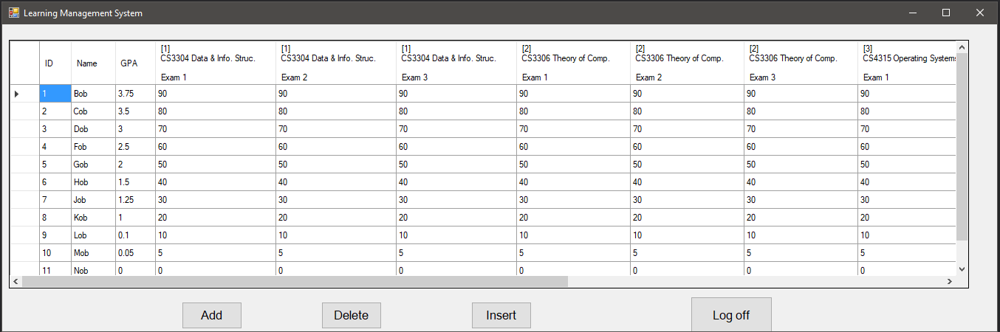 Learning Management System
ID Name GPA [1] CS3304 Data & Info. Struc. Exam 1 [1] CS3304 Data & Info. Struc. Exam 2 [1] CS3304 Data & Info. Struc. Exam 3 [2] CS3306 Theory of Comp. Exam 1 [2] CS3306 Theory of Comp. Exam 2 [2] CS3306 Theory of Comp. Exam 3 [3] CS4315 Operating Systems Exam 1
1 Bob 3.75 90 90 90 90 90 90 90
2 Cob 3.5 80 80 80 80 80 80 80
3 Dob 3 70 70 70 70 70 70 70
4 Fob 2.5 60 60 60 60 60 60 60
5 Gob 2 50 50 50 50 50 50 50
6 Hob 1.5 40 40 40 40 40 40 40
7 Job 1.25 30 30 30 30 30 30 30
8 Kob 1 20 20 20 20 20 20 20
9 Lob 0.1 10 10 10 10 10 10 10
10 Mob 0.05 5 5 5 5 5 5 5
11 Nob 0 0 0 0 0 0 0 0
Add Delete Insert Log off